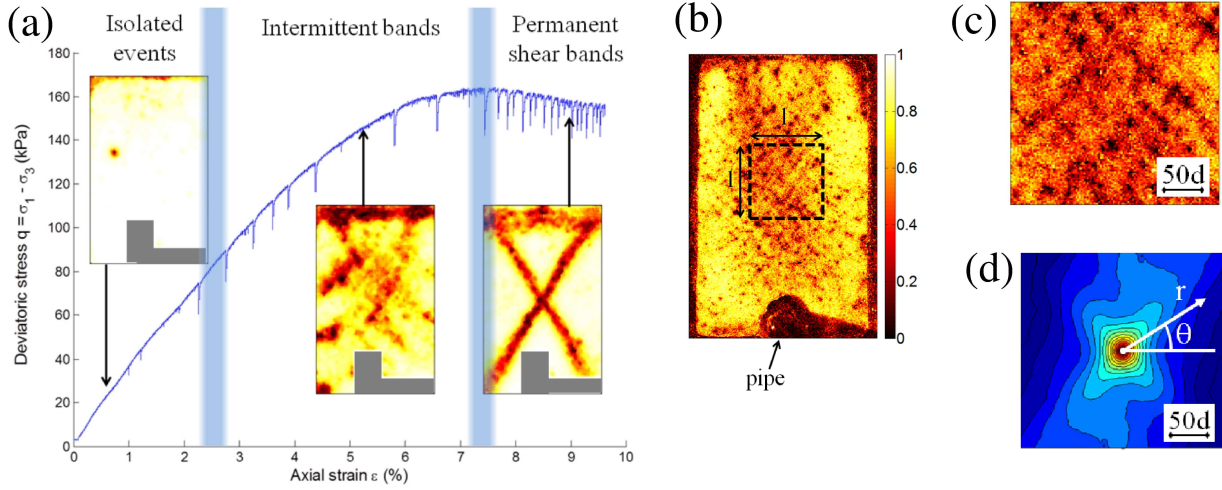 (a)
Isolated
events
Intermittent bands
Permanent
shear bands
180
160
140
120
100
80
60
40
20
0
Deviatoric stress q = σ₁ - σ₃ (kPa)
0 1 2 3 4 5 6 7 8 9 10
Axial strain ε (%)
(b)
l
l
1
0.8
0.6
0.4
0.2
0
pipe
(c)
50d
(d)
r
θ
50d